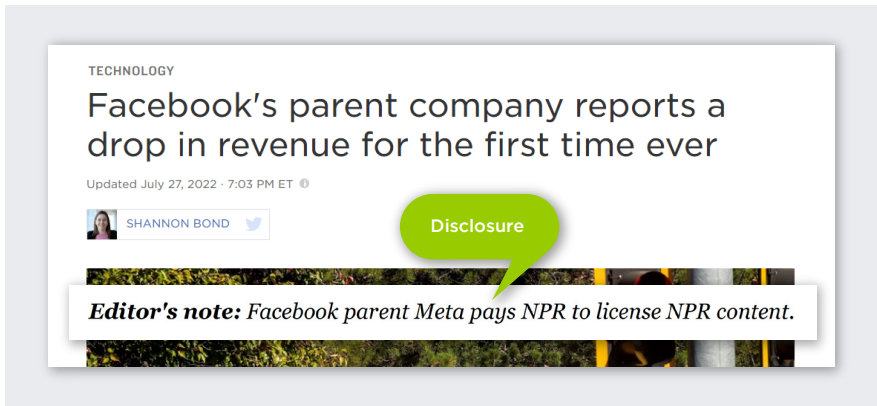 TECHNOLOGY
Facebook's parent company reports a
drop in revenue for the first time ever
Updated July 27, 2022 · 7:03 PM ET
SHANNON BOND
Disclosure
Editor's note: Facebook parent Meta pays NPR to license NPR content.